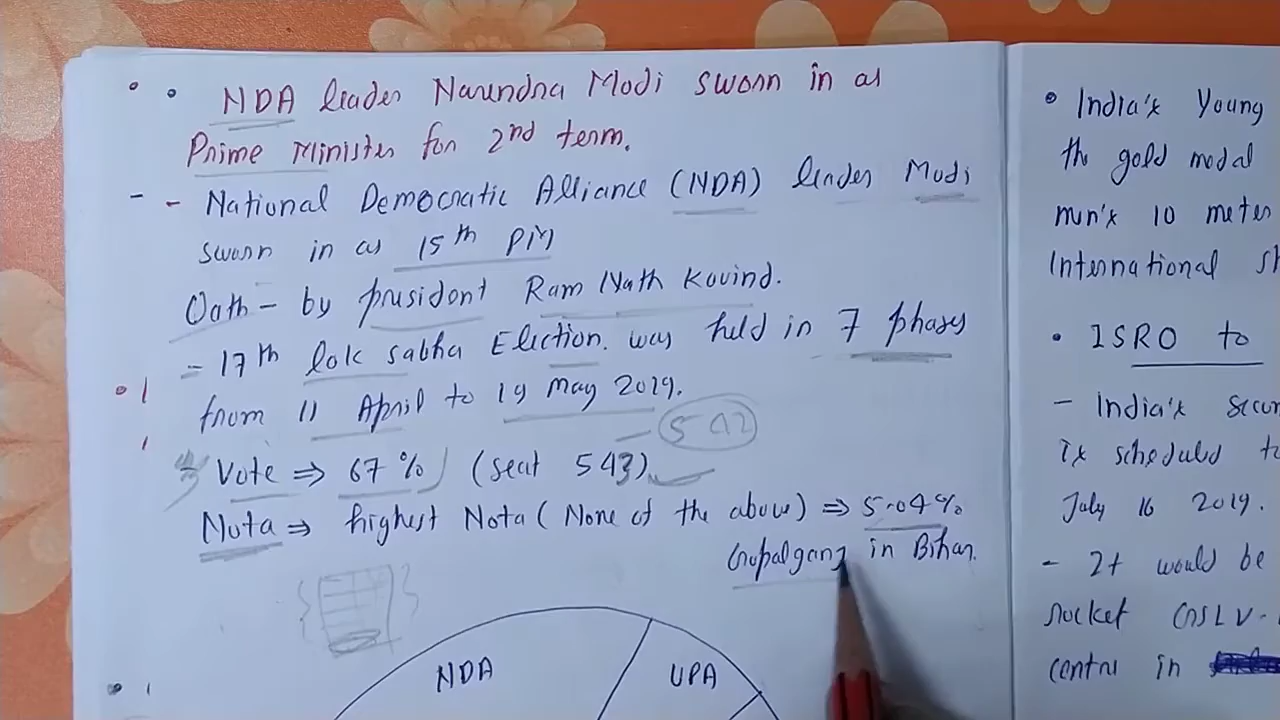 NDA leader Narendra Modi sworn in as
Prime Minister for 2nd term.
- National Democratic Alliance (NDA) leader Modi
sworn in as 15th PM
Oath - by president Ram Nath Kovind.
- 17th lok sabha Election. was held in 7 phases
from 11 April to 19 May 2019.
542
Vote ⇒ 67% (seat 543)
Nota ⇒ highest Nota (None of the above) ⇒ 5.04%
Gopalganj in Bihar.
NDA
UPA
India's Young
the gold medal
men's 10 meter
International sh
ISRO to
- India's secon
is scheduled to
July 16 2019.
- It would be
rocket GSLV-
centre in